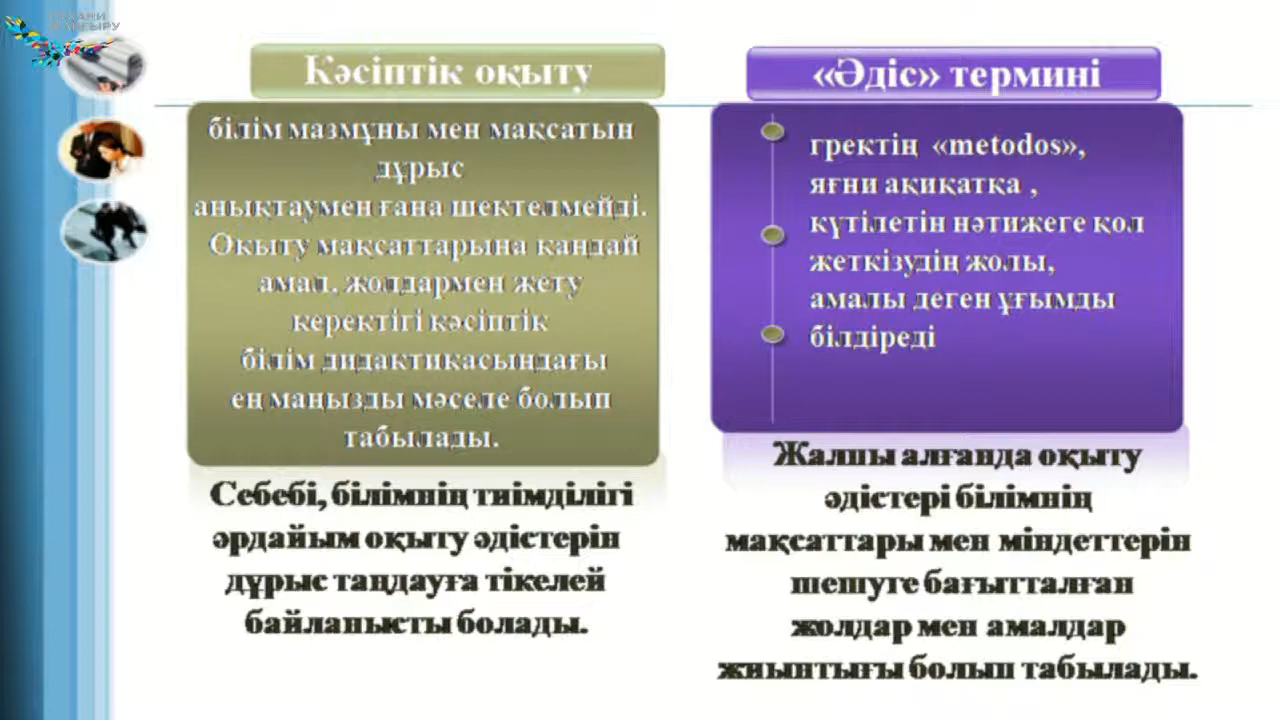 РУХАНИ
ЖАҢҒЫРУ
Кәсіптік оқыту
білім мазмұны мен мақсатын
дұрыс
анықтаумен ғана шектелмейді.
Оқыту мақсаттарына қандай
амал, жолдармен жету
керектігі кәсіптік
білім дидактикасындағы
ең маңызды мәселе болып
табылады.
Себебі, білімнің тиімділігі
әрдайым оқыту әдістерін
дұрыс таңдауға тікелей
байланысты болады.
«Әдіс» термині
гректің «metodos»,
яғни ақиқатқа ,
күтілетін нәтижеге қол
жеткізудің жолы,
амалы деген ұғымды
білдіреді
Жалпы алғанда оқыту
әдістері білімнің
мақсаттары мен міндеттерін
шешуге бағытталған
жолдар мен амалдар
жиынтығы болып табылады.